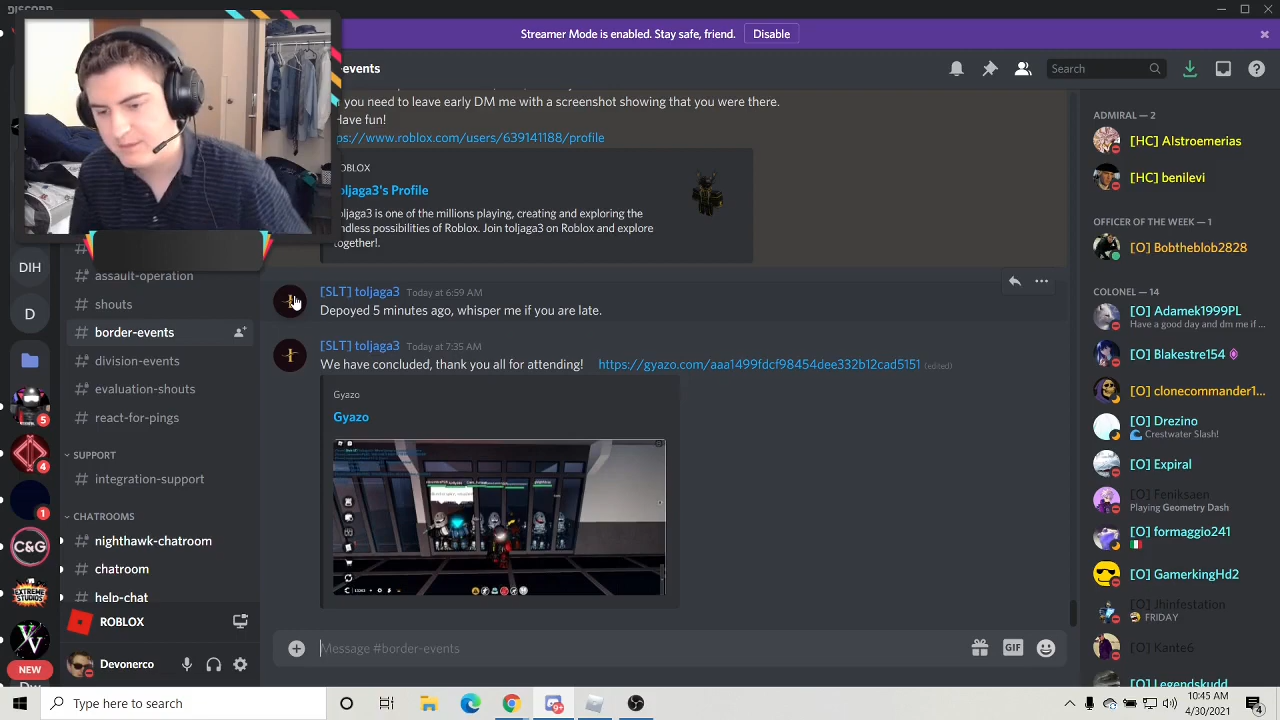 DISCORD
Streamer Mode is enabled. Stay safe, friend. Disable
-events
Search
you need to leave early DM me with a screenshot showing that you were there.
Have fun!
ps://www.roblox.com/users/639141188/profile
OBLOX
oljaga3's Profile
oljaga3 is one of the millions playing, creating and exploring the
ndless possibilities of Roblox. Join toljaga3 on Roblox and explore
ogether!.
[SLT] toljaga3 Today at 6:59 AM
Depoyed 5 minutes ago, whisper me if you are late.
[SLT] toljaga3 Today at 7:35 AM
We have concluded, thank you all for attending! https://gyazo.com/aaa1499fdcf98454dee332b12cad5151 (edited)
Gyazo
Gyazo
Message #border-events
GIF
DIH
D
5
4
1
C&G
EXTREME
STUDIOS
NEW
assault-operation
shouts
border-events
division-events
evaluation-shouts
react-for-pings
SUPPORT
integration-support
CHATROOMS
nighthawk-chatroom
chatroom
help-chat
ROBLOX
Devonerco
ADMIRAL — 2
[HC] Alstroemerias
[HC] benilevi
OFFICER OF THE WEEK — 1
[O] Bobtheblob2828
COLONEL — 14
[O] Adamek1999PL
Have a good day and dm me if ...
[O] Blakestre154
[O] clonecommander1...
[O] Drezino
Crestwater Slash!
[O] Expiral
[O] Feniksaen
Playing Geometry Dash
[O] formaggio241
[O] GamerkingHd2
[O] Jhinfestation
FRIDAY
[O] Kante6
[O] Legendskudd
Type here to search
9+
10:45 AM
4/30/2021
4